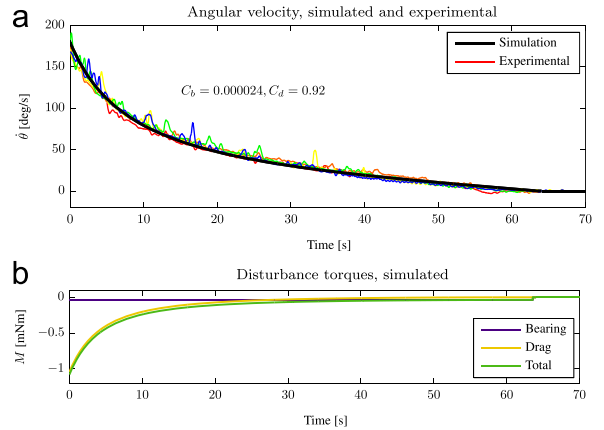 a
Angular velocity, simulated and experimental
200
150
100
50
0
θ̇ [deg/s]
C_b = 0.000024, C_d = 0.92
Simulation
Experimental
0 10 20 30 40 50 60 70
Time [s]
b
Disturbance torques, simulated
0
−0.5
−1
M [mNm]
Bearing
Drag
Total
0 10 20 30 40 50 60 70
Time [s]